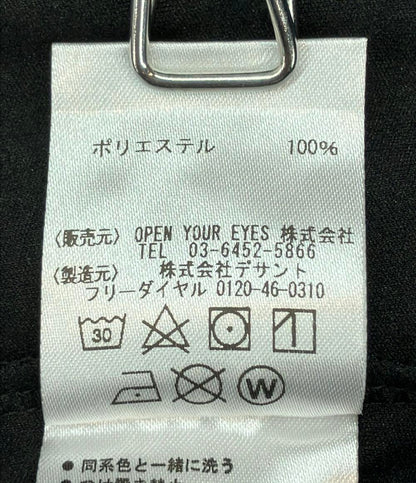 ポリエステル 100%
〈販売元〉 OPEN YOUR EYES 株式会社
TEL 03-6452-5866
〈製造元〉 株式会社デサント
フリーダイヤル 0120-46-0310
30
W
● 同系色と一緒に洗う